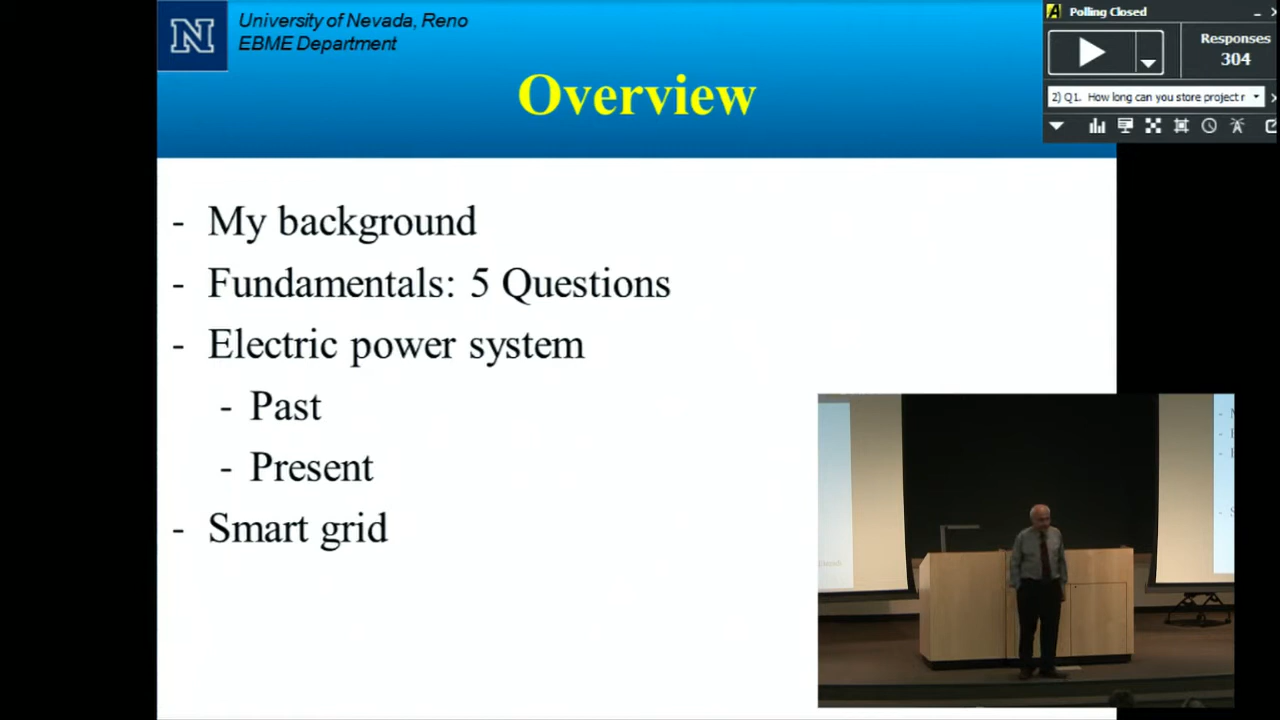 University of Nevada, Reno
EBME Department
Overview
- My background
- Fundamentals: 5 Questions
- Electric power system
- Past
- Present
- Smart grid
Polling Closed
Responses
304
2) Q1. How long can you store project r
N